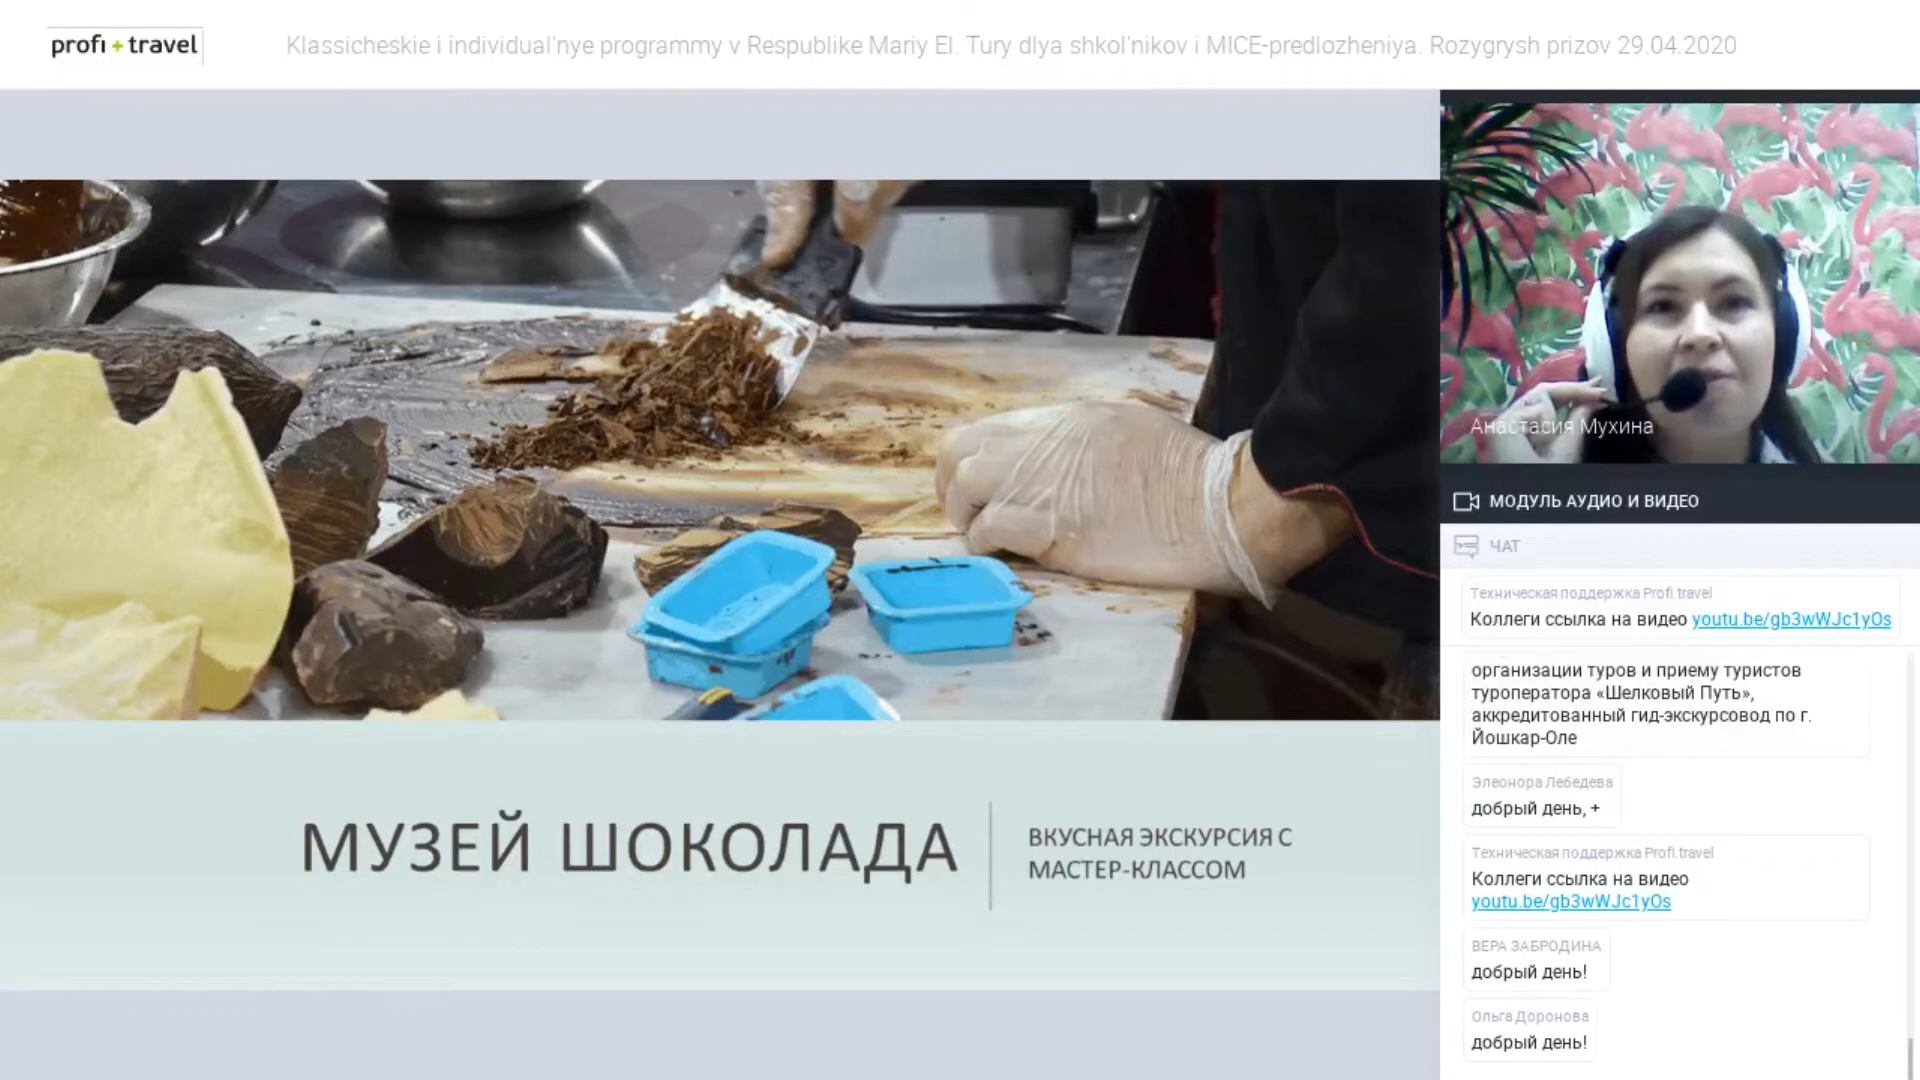 profi + travel
Klassicheskie i individual'nye programmy v Respublike Mariy El. Tury dlya shkol'nikov i MICE-predlozheniya. Rozygrysh prizov 29.04.2020
МУЗЕЙ ШОКОЛАДА
ВКУСНАЯ ЭКСКУРСИЯ С
МАСТЕР-КЛАССОМ
Анастасия Мухина
МОДУЛЬ АУДИО И ВИДЕО
ЧАТ
Техническая поддержка Profi.travel
Коллеги ссылка на видео youtu.be/gb3wWJc1yOs
организации туров и приему туристов
туроператора «Шелковый Путь»,
аккредитованный гид-экскурсовод по г.
Йошкар-Оле
Элеонора Лебедева
добрый день, +
Техническая поддержка Profi.travel
Коллеги ссылка на видео
youtu.be/gb3wWJc1yOs
ВЕРА ЗАБРОДИНА
добрый день!
Ольга Доронова
добрый день!